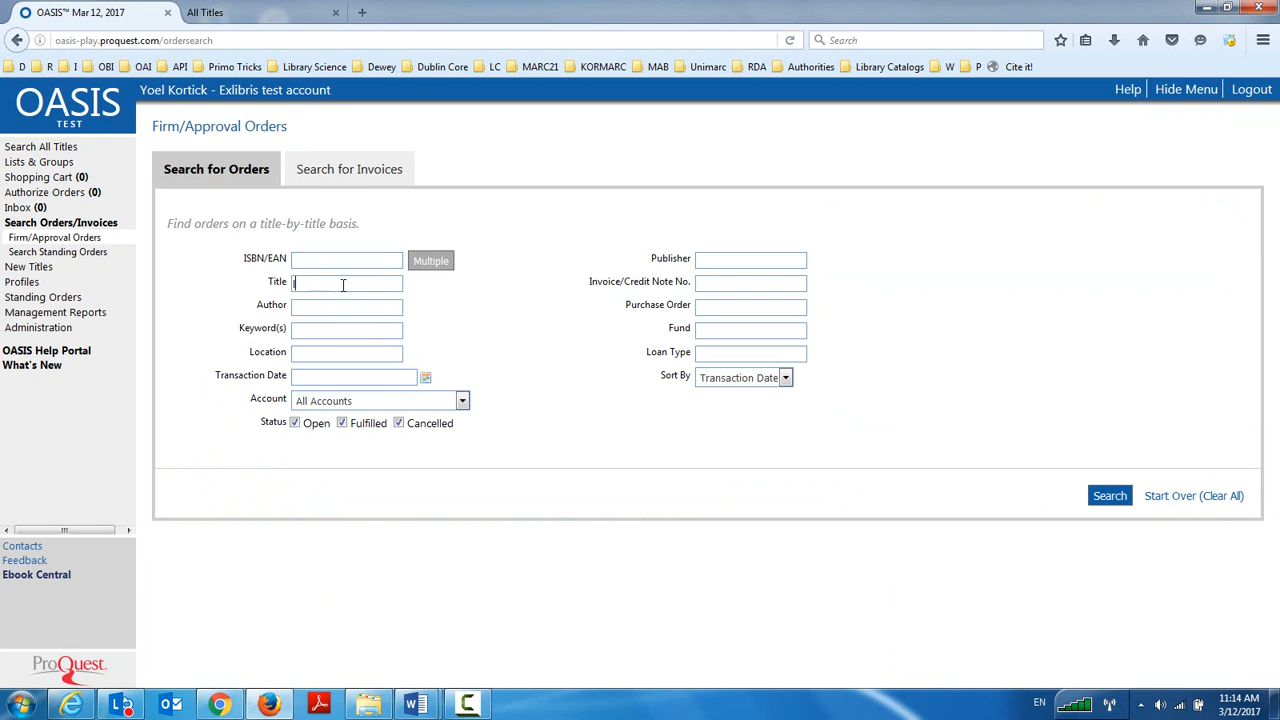 OASIS™ Mar 12, 2017
All Titles
oasis-play.proquest.com/ordersearch
Search
D R I OBI OAI API Primo Tricks Library Science Dewey Dublin Core LC MARC21 KORMARC MAB Unimarc RDA Authorities Library Catalogs W P Cite it!
OASIS
TEST
Yoel Kortick - Exlibris test account
Help Hide Menu Logout
Search All Titles
Lists & Groups
Shopping Cart (0)
Authorize Orders (0)
Inbox (0)
Search Orders/Invoices
Firm/Approval Orders
Search Standing Orders
New Titles
Profiles
Standing Orders
Management Reports
Administration
OASIS Help Portal
What's New
Contacts
Feedback
Ebook Central
ProQuest.
Firm/Approval Orders
Search for Orders Search for Invoices
Find orders on a title-by-title basis.
ISBN/EAN Multiple
Title
Author
Keyword(s)
Location
Transaction Date
Account All Accounts
Status Open Fulfilled Cancelled
Publisher
Invoice/Credit Note No.
Purchase Order
Fund
Loan Type
Sort By Transaction Date
Search Start Over (Clear All)
EN
11:14 AM
3/12/2017